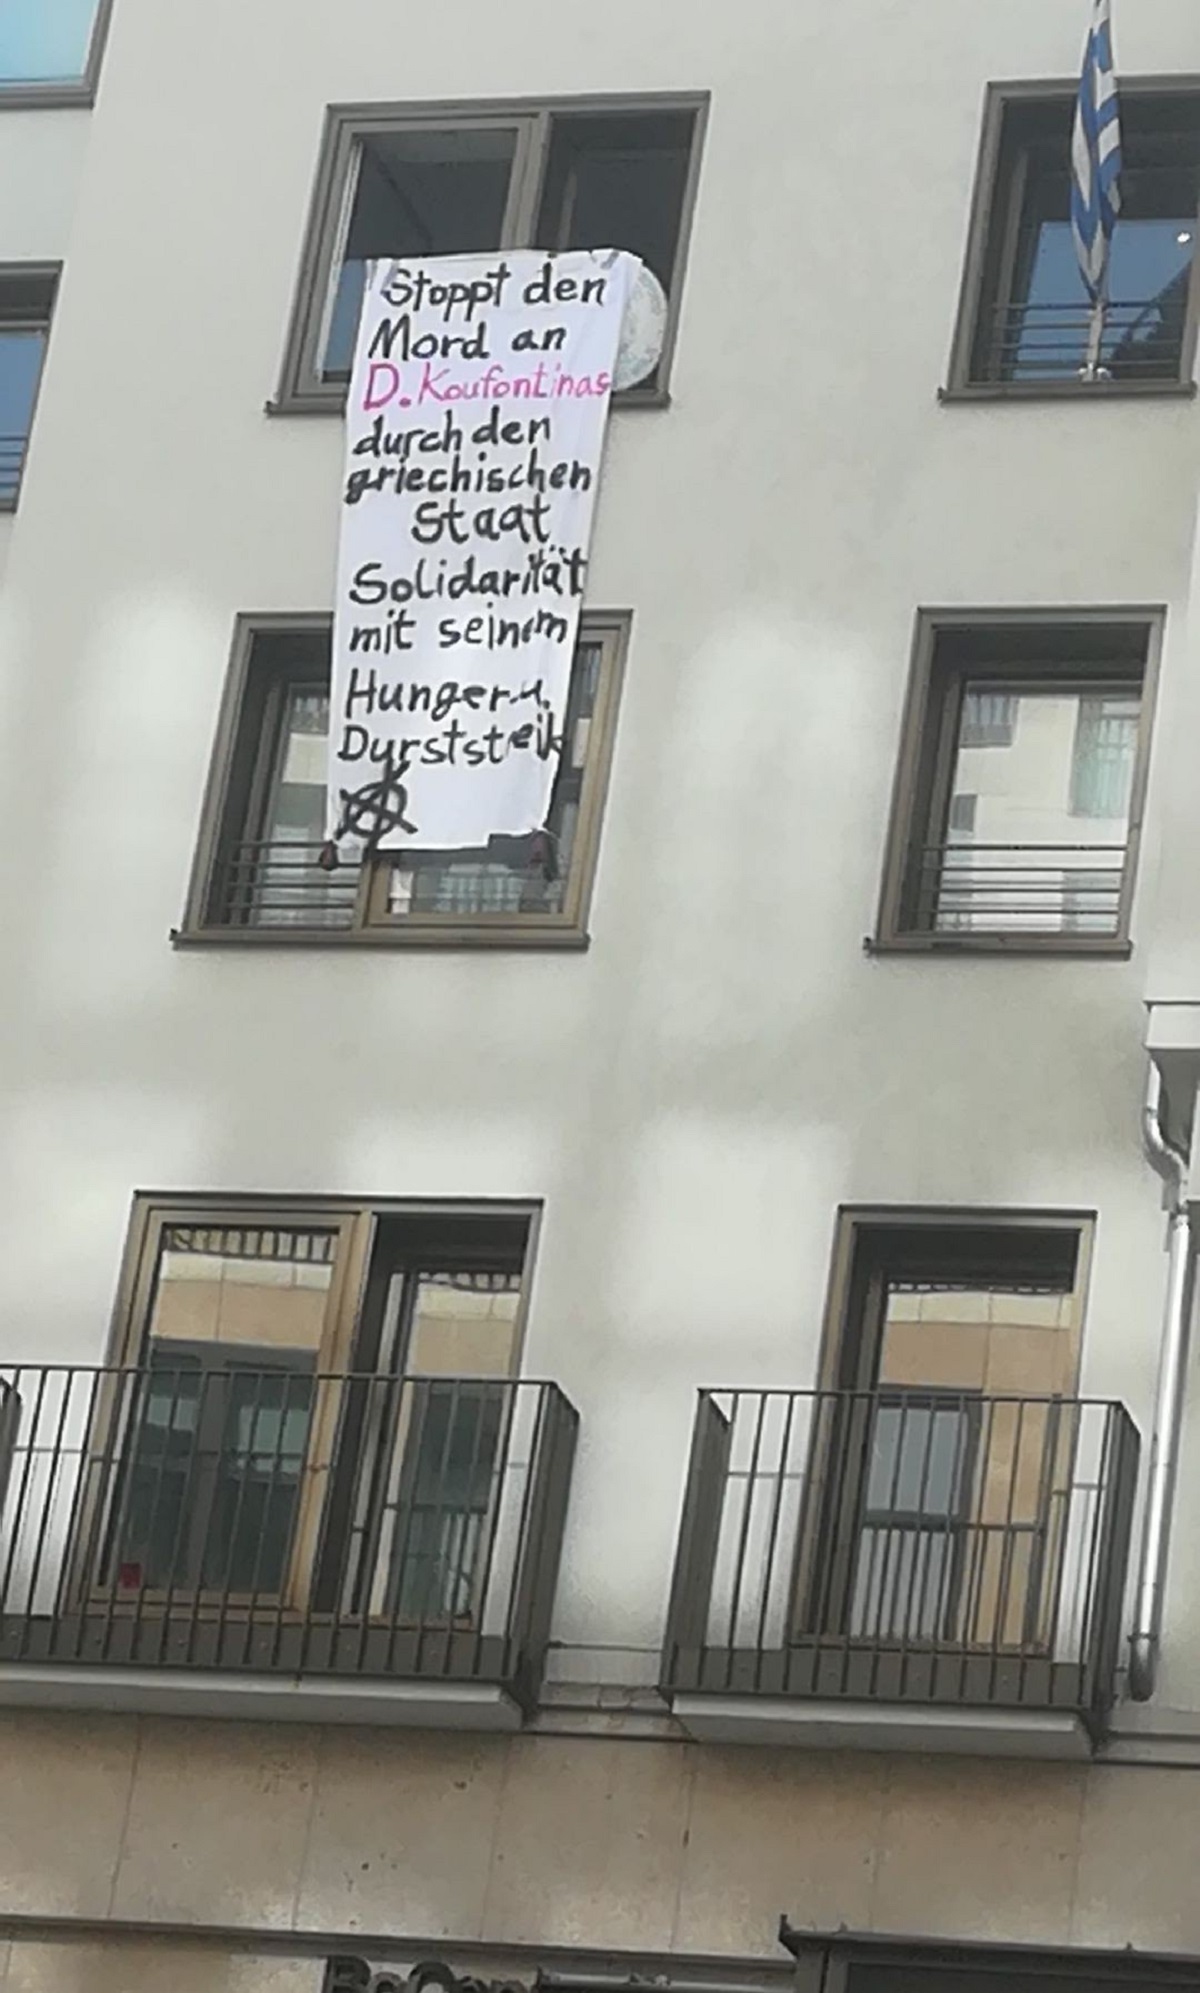 Stoppt den
Mord an
D. Koufontinas
durch den
griechischen
Staat
Solidarität
mit seinem
Hunger u.
Durststreik